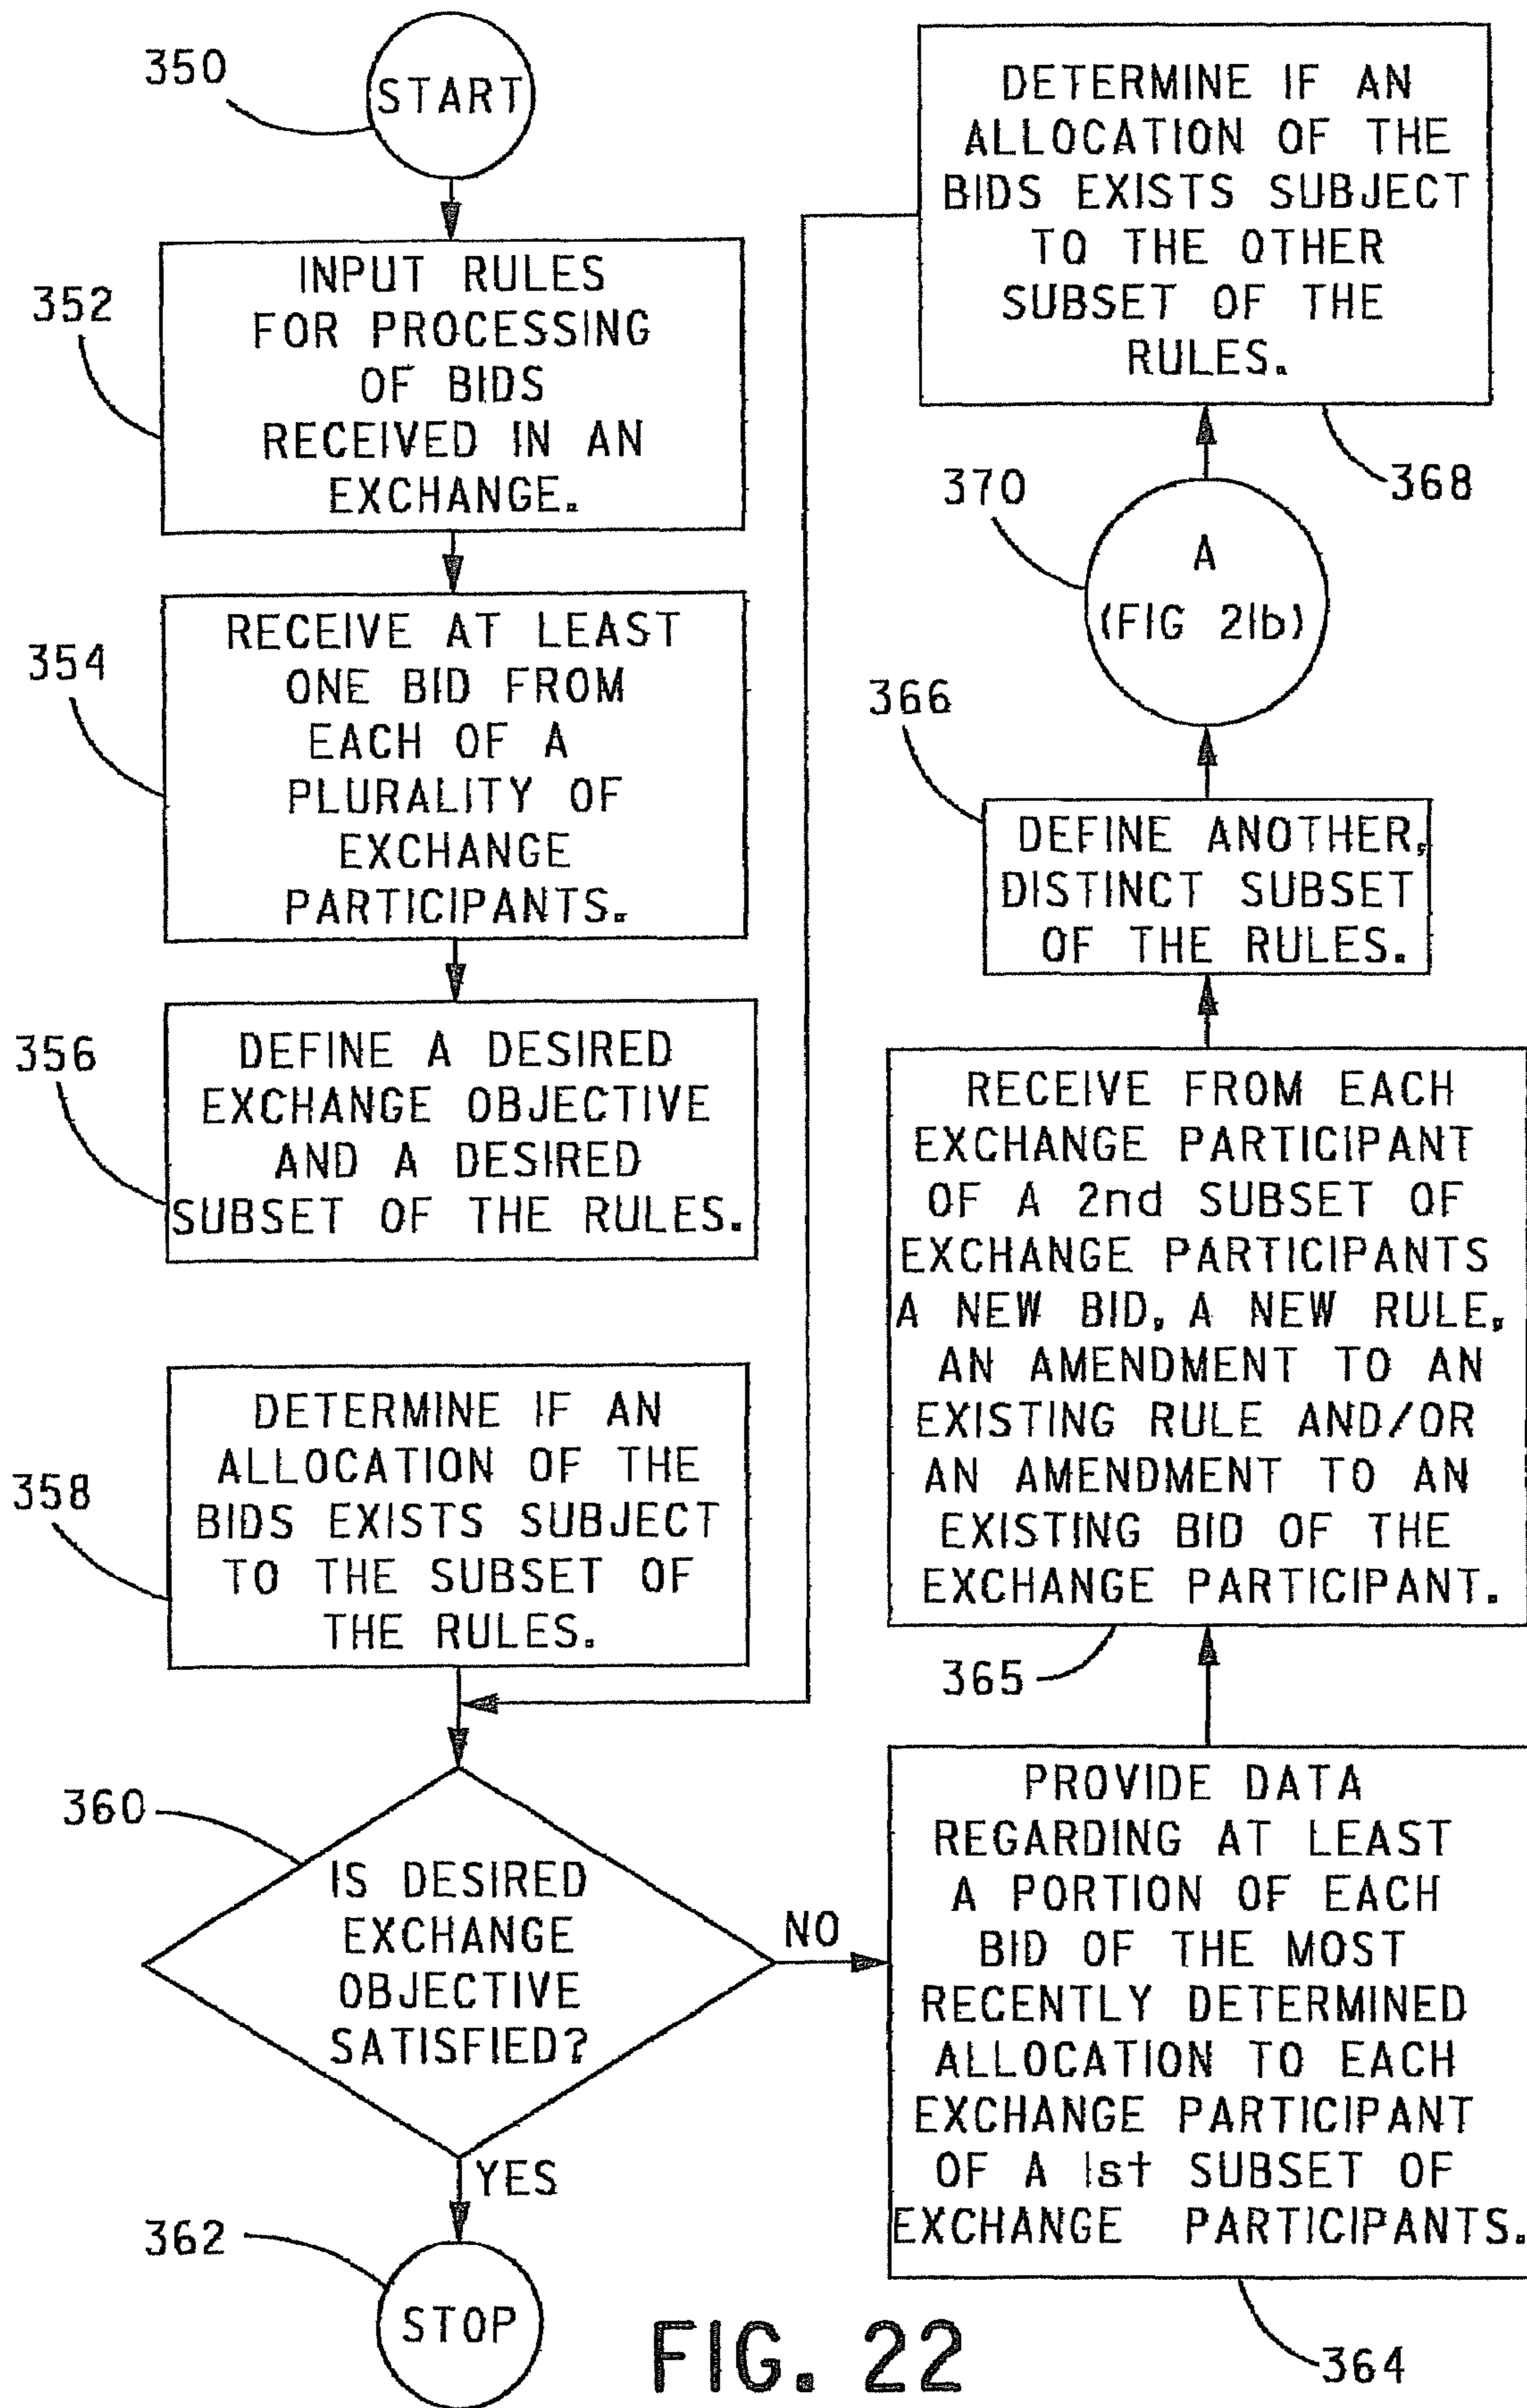 350
START
352
INPUT RULES
FOR PROCESSING
OF BIDS
RECEIVED IN AN
EXCHANGE.
354
RECEIVE AT LEAST
ONE BID FROM
EACH OF A
PLURALITY OF
EXCHANGE
PARTICIPANTS.
356
DEFINE A DESIRED
EXCHANGE OBJECTIVE
AND A DESIRED
SUBSET OF THE RULES.
358
DETERMINE IF AN
ALLOCATION OF THE
BIDS EXISTS SUBJECT
TO THE SUBSET OF
THE RULES.
360
IS DESIRED
EXCHANGE
OBJECTIVE
SATISFIED?
NO
YES
362
STOP
DETERMINE IF AN
ALLOCATION OF THE
BIDS EXISTS SUBJECT
TO THE OTHER
SUBSET OF THE
RULES.
368
370
A
(FIG 21b)
366
DEFINE ANOTHER,
DISTINCT SUBSET
OF THE RULES.
RECEIVE FROM EACH
EXCHANGE PARTICIPANT
OF A 2nd SUBSET OF
EXCHANGE PARTICIPANTS
A NEW BID, A NEW RULE,
AN AMENDMENT TO AN
EXISTING RULE AND/OR
AN AMENDMENT TO AN
EXISTING BID OF THE
EXCHANGE PARTICIPANT.
365
PROVIDE DATA
REGARDING AT LEAST
A PORTION OF EACH
BID OF THE MOST
RECENTLY DETERMINED
ALLOCATION TO EACH
EXCHANGE PARTICIPANT
OF A 1st SUBSET OF
EXCHANGE PARTICIPANTS.
364
FIG. 22